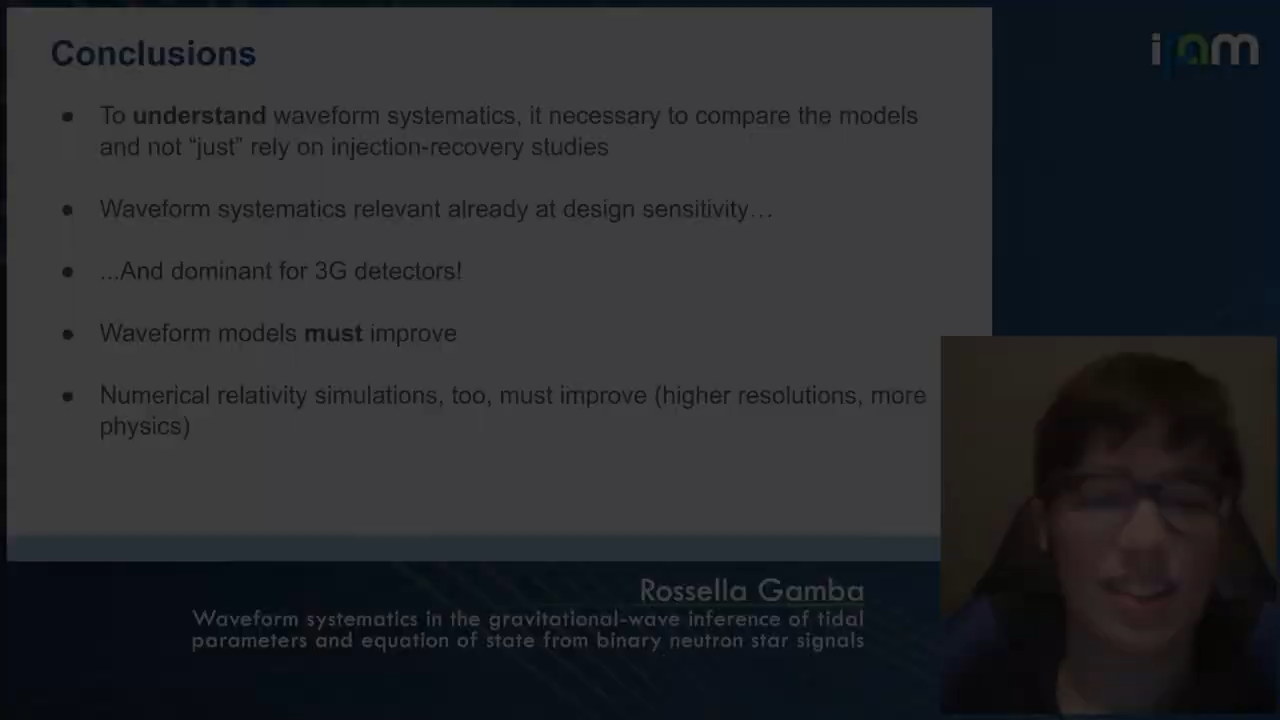 ipam
Conclusions
● To understand waveform systematics, it necessary to compare the models
and not “just” rely on injection-recovery studies
● Waveform systematics relevant already at design sensitivity…
● ...And dominant for 3G detectors!
● Waveform models must improve
● Numerical relativity simulations, too, must improve (higher resolutions, more
physics)
Rossella Gamba
Waveform systematics in the gravitational-wave inference of tidal
parameters and equation of state from binary neutron star signals